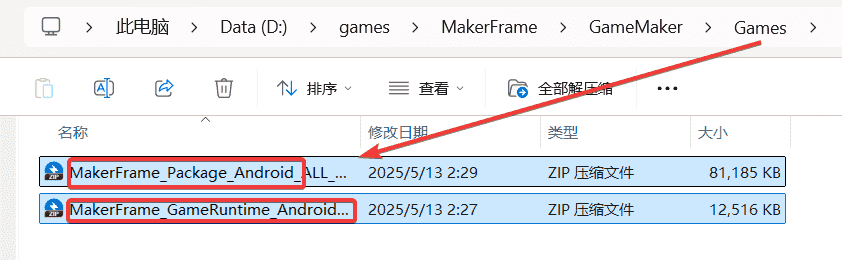 此电脑 > Data (D:) > games > MakerFrame > GameMaker > Games >
排序 查看 全部解压缩 ...
名称 修改日期 类型 大小
MakerFrame_Package_Android_ALL_... 2025/5/13 2:29 ZIP 压缩文件 81,185 KB
MakerFrame_GameRuntime_Android... 2025/5/13 2:27 ZIP 压缩文件 12,516 KB